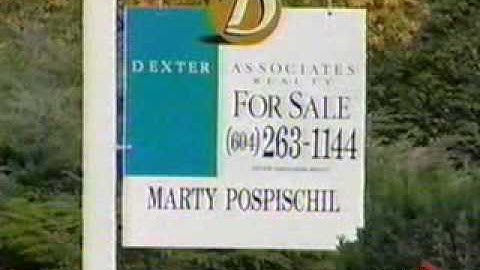 D
DEXTER ASSOCIATES
REALTY
FOR SALE
(604) 263-1144
MARTY POSPISCHIL